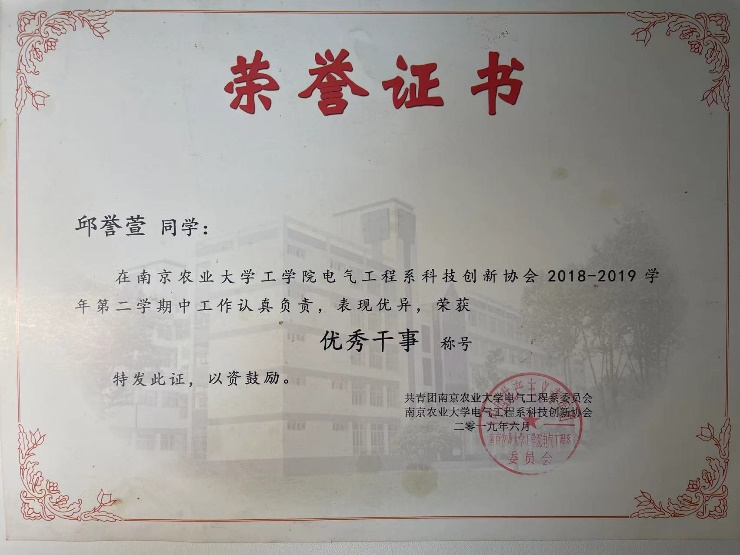 荣誉证书
邱誉萱 同学：
在南京农业大学工学院电气工程系科技创新协会 2018-2019 学
年第二学期中工作认真负责，表现优异，荣获
优秀干事 称号
特发此证，以资鼓励。
共青团南京农业大学电气工程系委员会
南京农业大学电气工程系科技创新协会
二零一九年六月
委员会